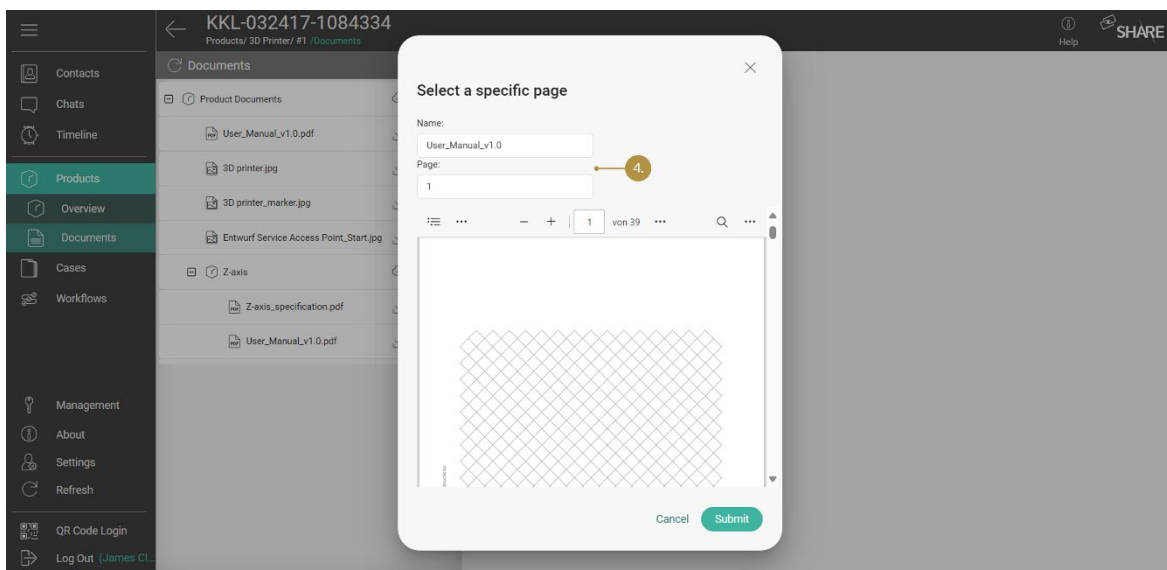 KKL-032417-1084334
Products/ 3D Printer/ #1 /Documents
Help
SHARE
Contacts
Chats
Timeline
Products
Overview
Documents
Cases
Workflows
Management
About
Settings
Refresh
QR Code Login
Log Out (James Cl...
Documents
Product Documents
User_Manual_v1.0.pdf
3D printer.jpg
3D printer_marker.jpg
Entwurf Service Access Point_Start.jpg
Z-axis
Z-axis_specification.pdf
User_Manual_v1.0.pdf
Select a specific page
Name:
User_Manual_v1.0
Page:
1
4.
1 von 39
Cancel
Submit